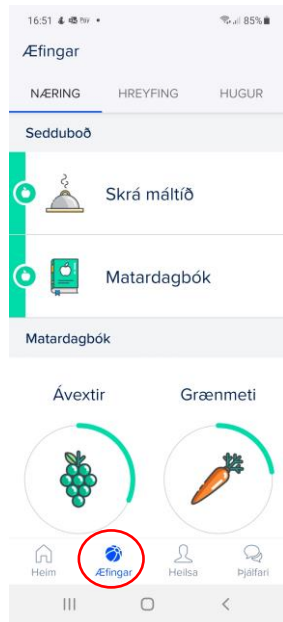 16:51
85%
Æfingar
NÆRING HREYFING HUGUR
Sedduboð
Skrá máltíð
Matardagbók
Matardagbók
Ávextir Grænmeti
Heim Æfingar Heilsa Þjálfari